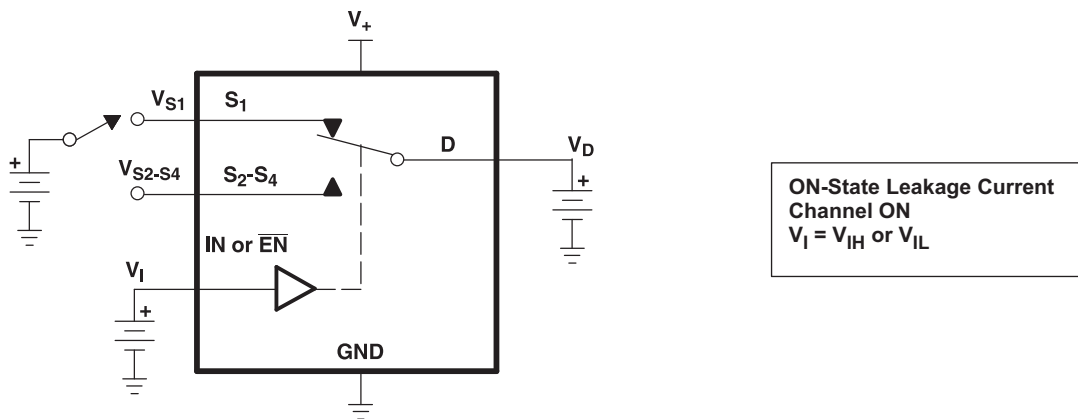 V+
VS1 S1
+
D VD
VS2-S4 S2-S4
+
IN or EN
VI
+
GND
ON-State Leakage Current
Channel ON
VI = VIH or VIL